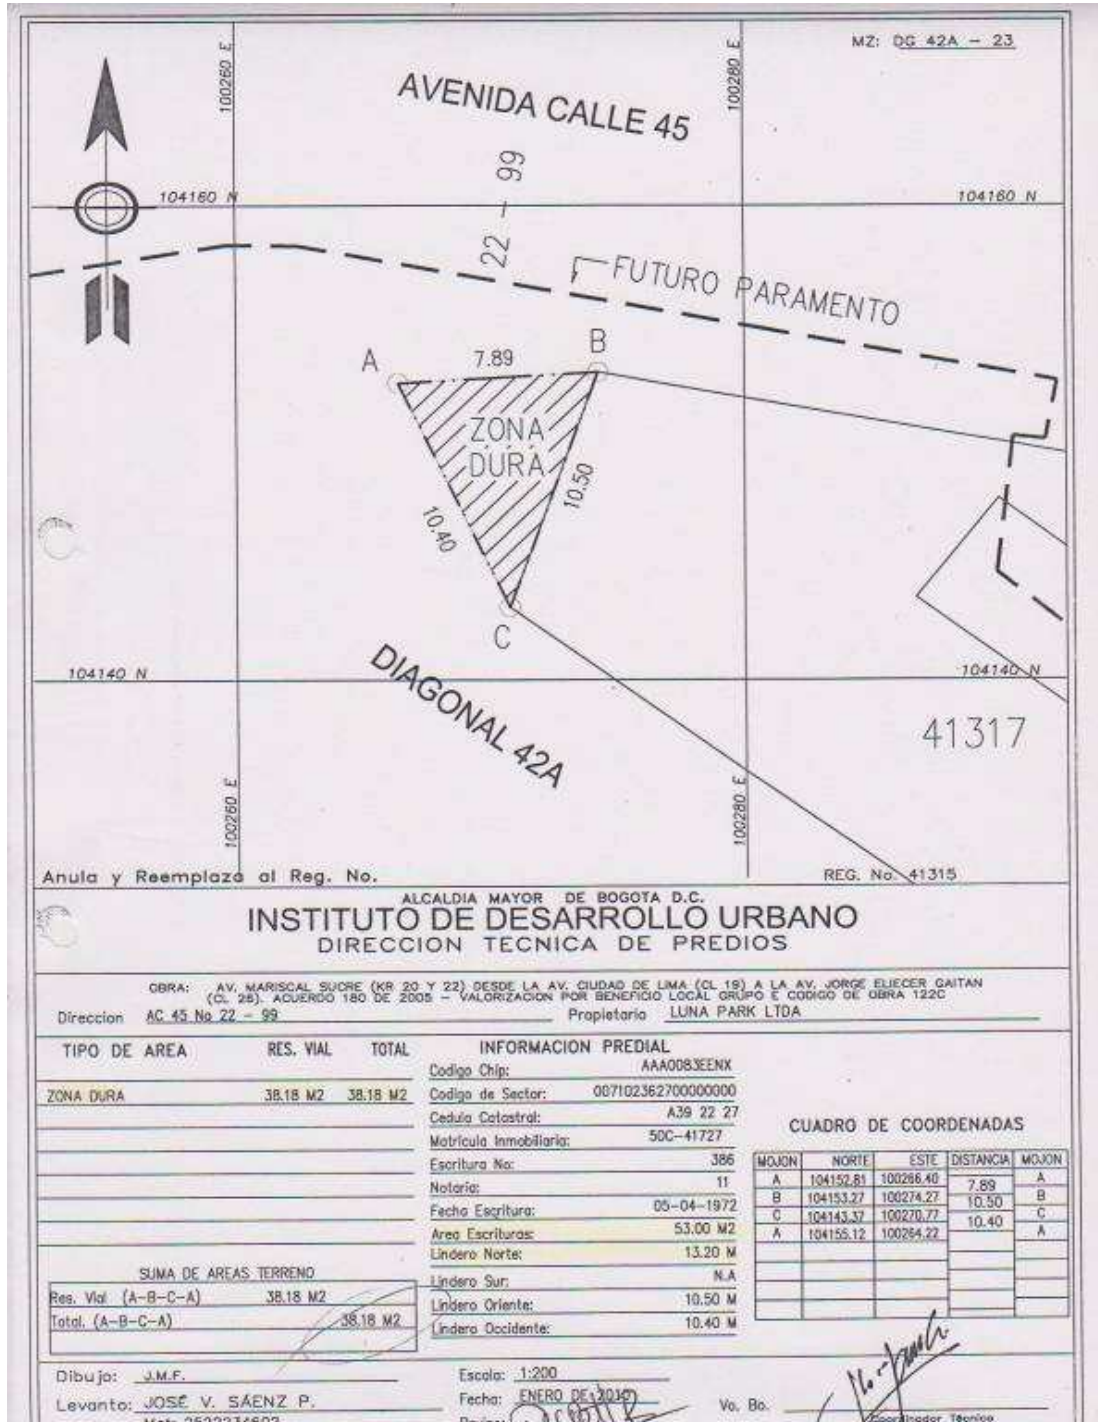 MZ: DG 42A - 23
100260 E
100280 E
AVENIDA CALLE 45
22 - 99
104160 N
104160 N
FUTURO PARAMENTO
A
7.89
B
ZONA
DURA
10.50
10.40
C
104140 N
104140 N
DIAGONAL 42A
41317
100260 E
100280 E
Anula y Reemplaza al Reg. No.
REG. No. 41315
ALCALDIA MAYOR DE BOGOTA D.C.
INSTITUTO DE DESARROLLO URBANO
DIRECCION TECNICA DE PREDIOS
OBRA: AV. MARISCAL SUCRE (KR 20 Y 22) DESDE LA AV. CIUDAD DE LIMA (CL 19) A LA AV. JORGE ELIECER GAITAN
(CL 26). ACUERDO 180 DE 2005 - VALORIZACION POR BENEFICIO LOCAL GRUPO E CODIGO DE OBRA 122C
Direccion AC 45 No 22 - 99 Propietario LUNA PARK LTDA
TIPO DE AREA RES. VIAL TOTAL
ZONA DURA 38.18 M2 38.18 M2
SUMA DE AREAS TERRENO
Res. Vial (A-B-C-A) 38.18 M2
Total. (A-B-C-A) 38.18 M2
INFORMACION PREDIAL
Codigo Chip: AAA0083EENX
Codigo de Sector: 007102362700000000
Cedula Catastral: A39 22 27
Matricula Inmobiliaria: 50C-41727
Escritura No: 386
Notaria: 11
Fecha Escritura: 05-04-1972
Area Escrituras: 53.00 M2
Lindero Norte: 13.20 M
Lindero Sur: N.A
Lindero Oriente: 10.50 M
Lindero Occidente: 10.40 M
CUADRO DE COORDENADAS
MOJON NORTE ESTE DISTANCIA MOJON
A 104152.81 100266.40 7.89 A
B 104153.27 100274.27 10.50 B
C 104143.37 100270.77 10.40 C
A 104155.12 100264.22 A
Dibujo: J.M.F.
Escala: 1:200
Levanto: JOSÉ V. SÁENZ P.
Fecha: ENERO DE 2010
Vo. Bo.
Coordinador Técnico